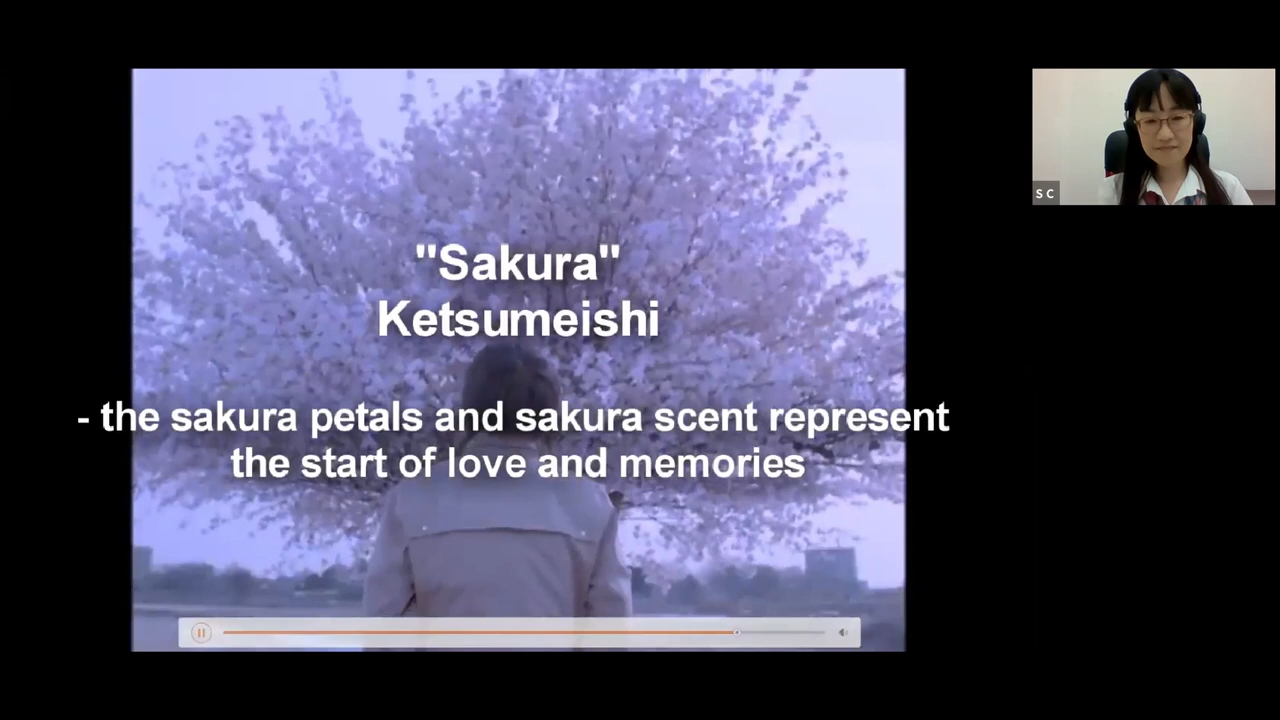 "Sakura"
Ketsumeishi
- the sakura petals and sakura scent represent
the start of love and memories
S C